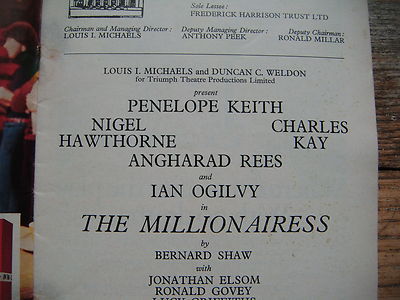 Sole Lessee:
FREDERICK HARRISON TRUST LTD
Chairman and Managing Director: Deputy Managing Director: Deputy Chairman:
LOUIS I. MICHAELS ANTHONY PEEK RONALD MILLAR
LOUIS I. MICHAELS and DUNCAN C. WELDON
for Triumph Theatre Productions Limited
present
PENELOPE KEITH
NIGEL CHARLES
HAWTHORNE KAY
ANGHARAD REES
and
IAN OGILVY
in
THE MILLIONAIRESS
by
BERNARD SHAW
with
JONATHAN ELSOM
RONALD GOVEY
LUCY GRIFFITHS